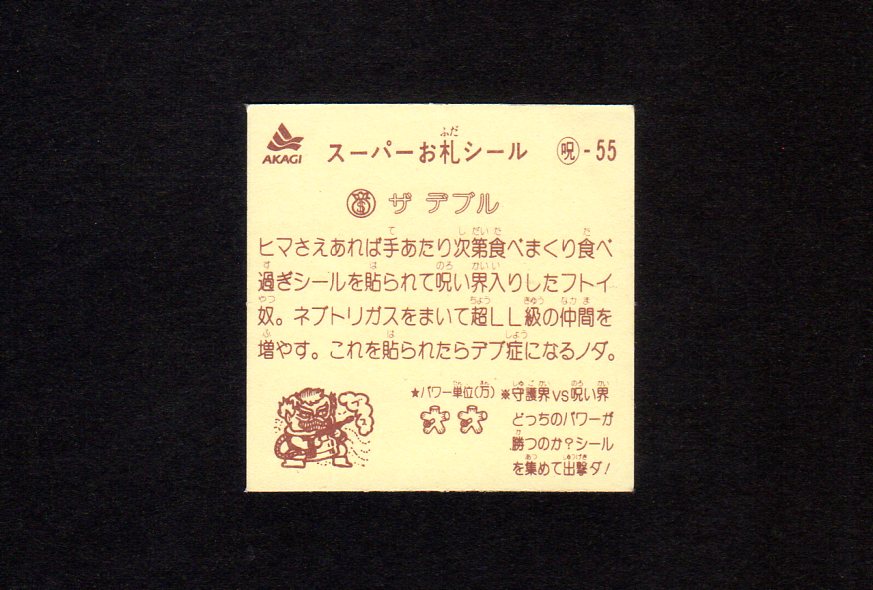 AKAGI
スーパーお札シール
ふだ
呪-55
$ ザ デブル
ヒマさえあれば手あたり次第食べまくり食べ
過ぎシールを貼られて呪い界入りしたフトイ
奴。ネブトリガスをまいて超LL級の仲間を
増やす。これを貼られたらデブ症になるノダ。
★パワー単位(万)
※守護界VS呪い界
どっちのパワーガ
勝つのか?シール
を集めて出撃ダ!